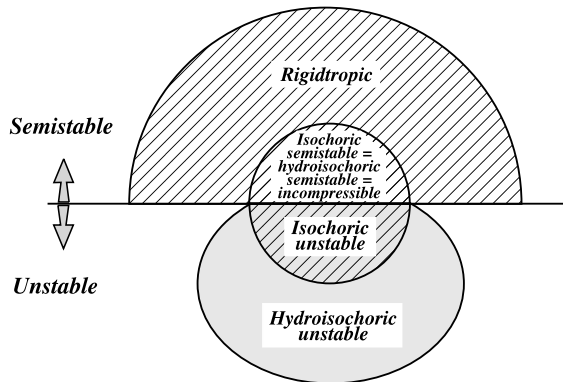 Rigidtropic
Semistable
Isochoric
semistable =
hydroisochoric
semistable =
incompressible
Isochoric
unstable
Unstable
Hydroisochoric
unstable